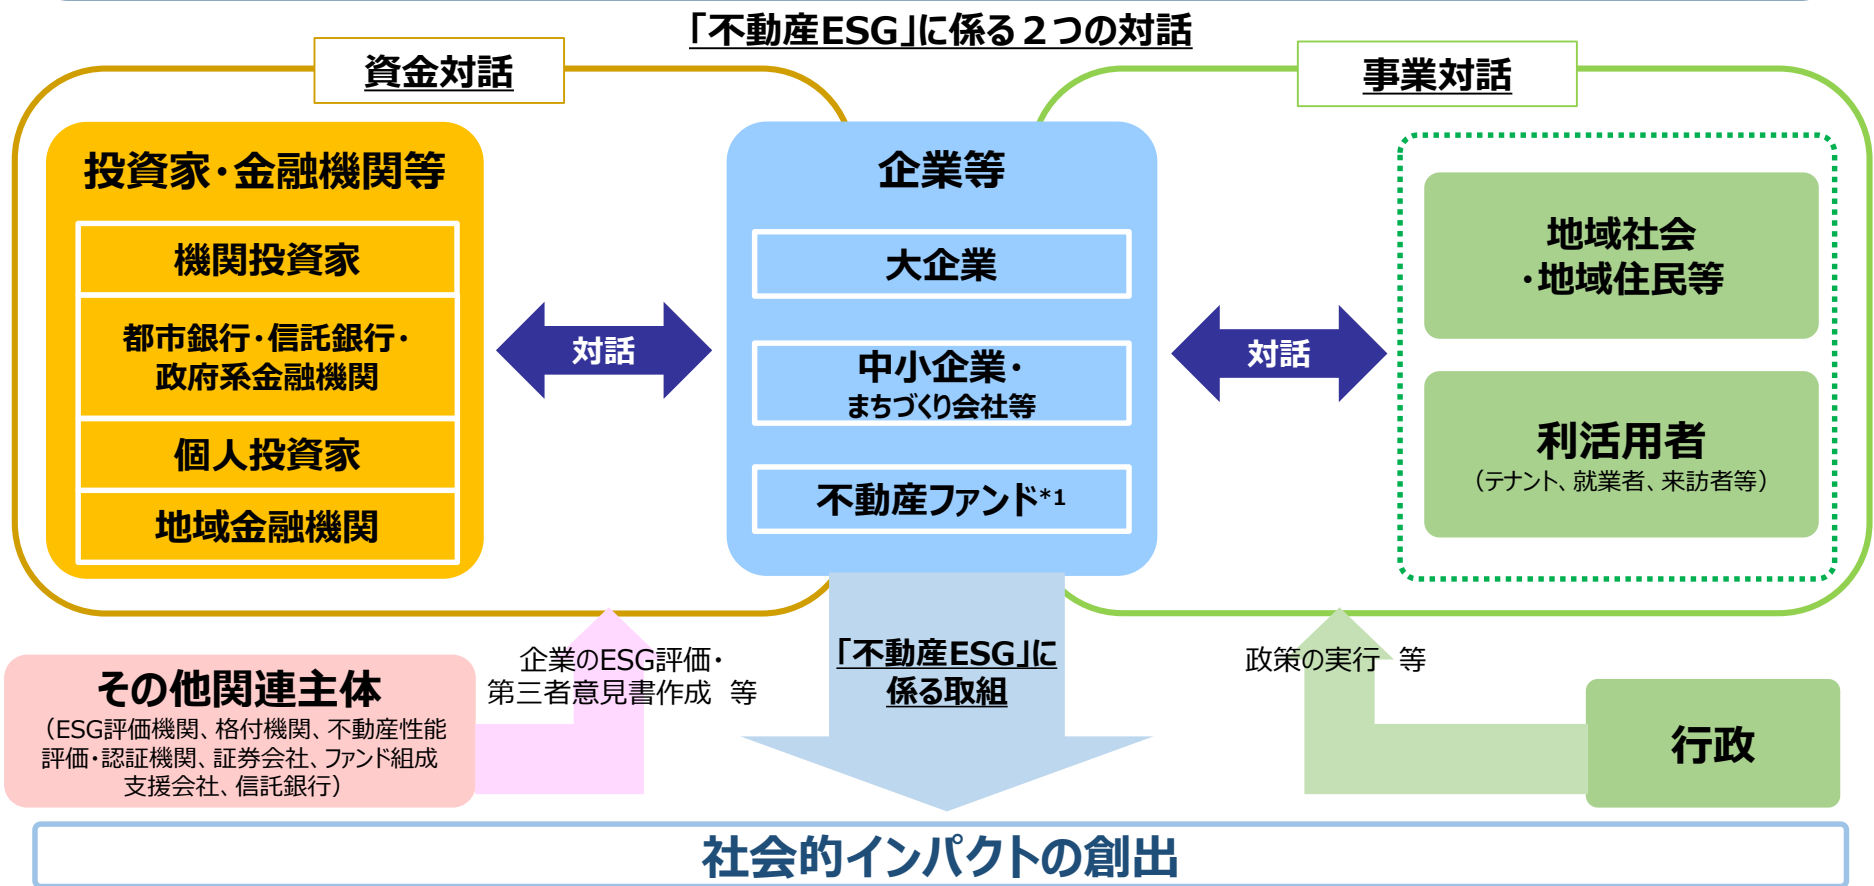 「不動産ESG」に係る２つの対話
資金対話
投資家・金融機関等
機関投資家
都市銀行・信託銀行・
政府系金融機関
個人投資家
地域金融機関
対話
企業等
大企業
中小企業・
まちづくり会社等
不動産ファンド*1
対話
事業対話
地域社会
・地域住民等
利活用者
（テナント、就業者、来訪者等）
その他関連主体
（ESG評価機関、格付機関、不動産性能
評価・認証機関、証券会社、ファンド組成
支援会社、信託銀行）
企業のESG評価・
第三者意見書作成　等
「不動産ESG」に
係る取組
政策の実行　等
行政
社会的インパクトの創出